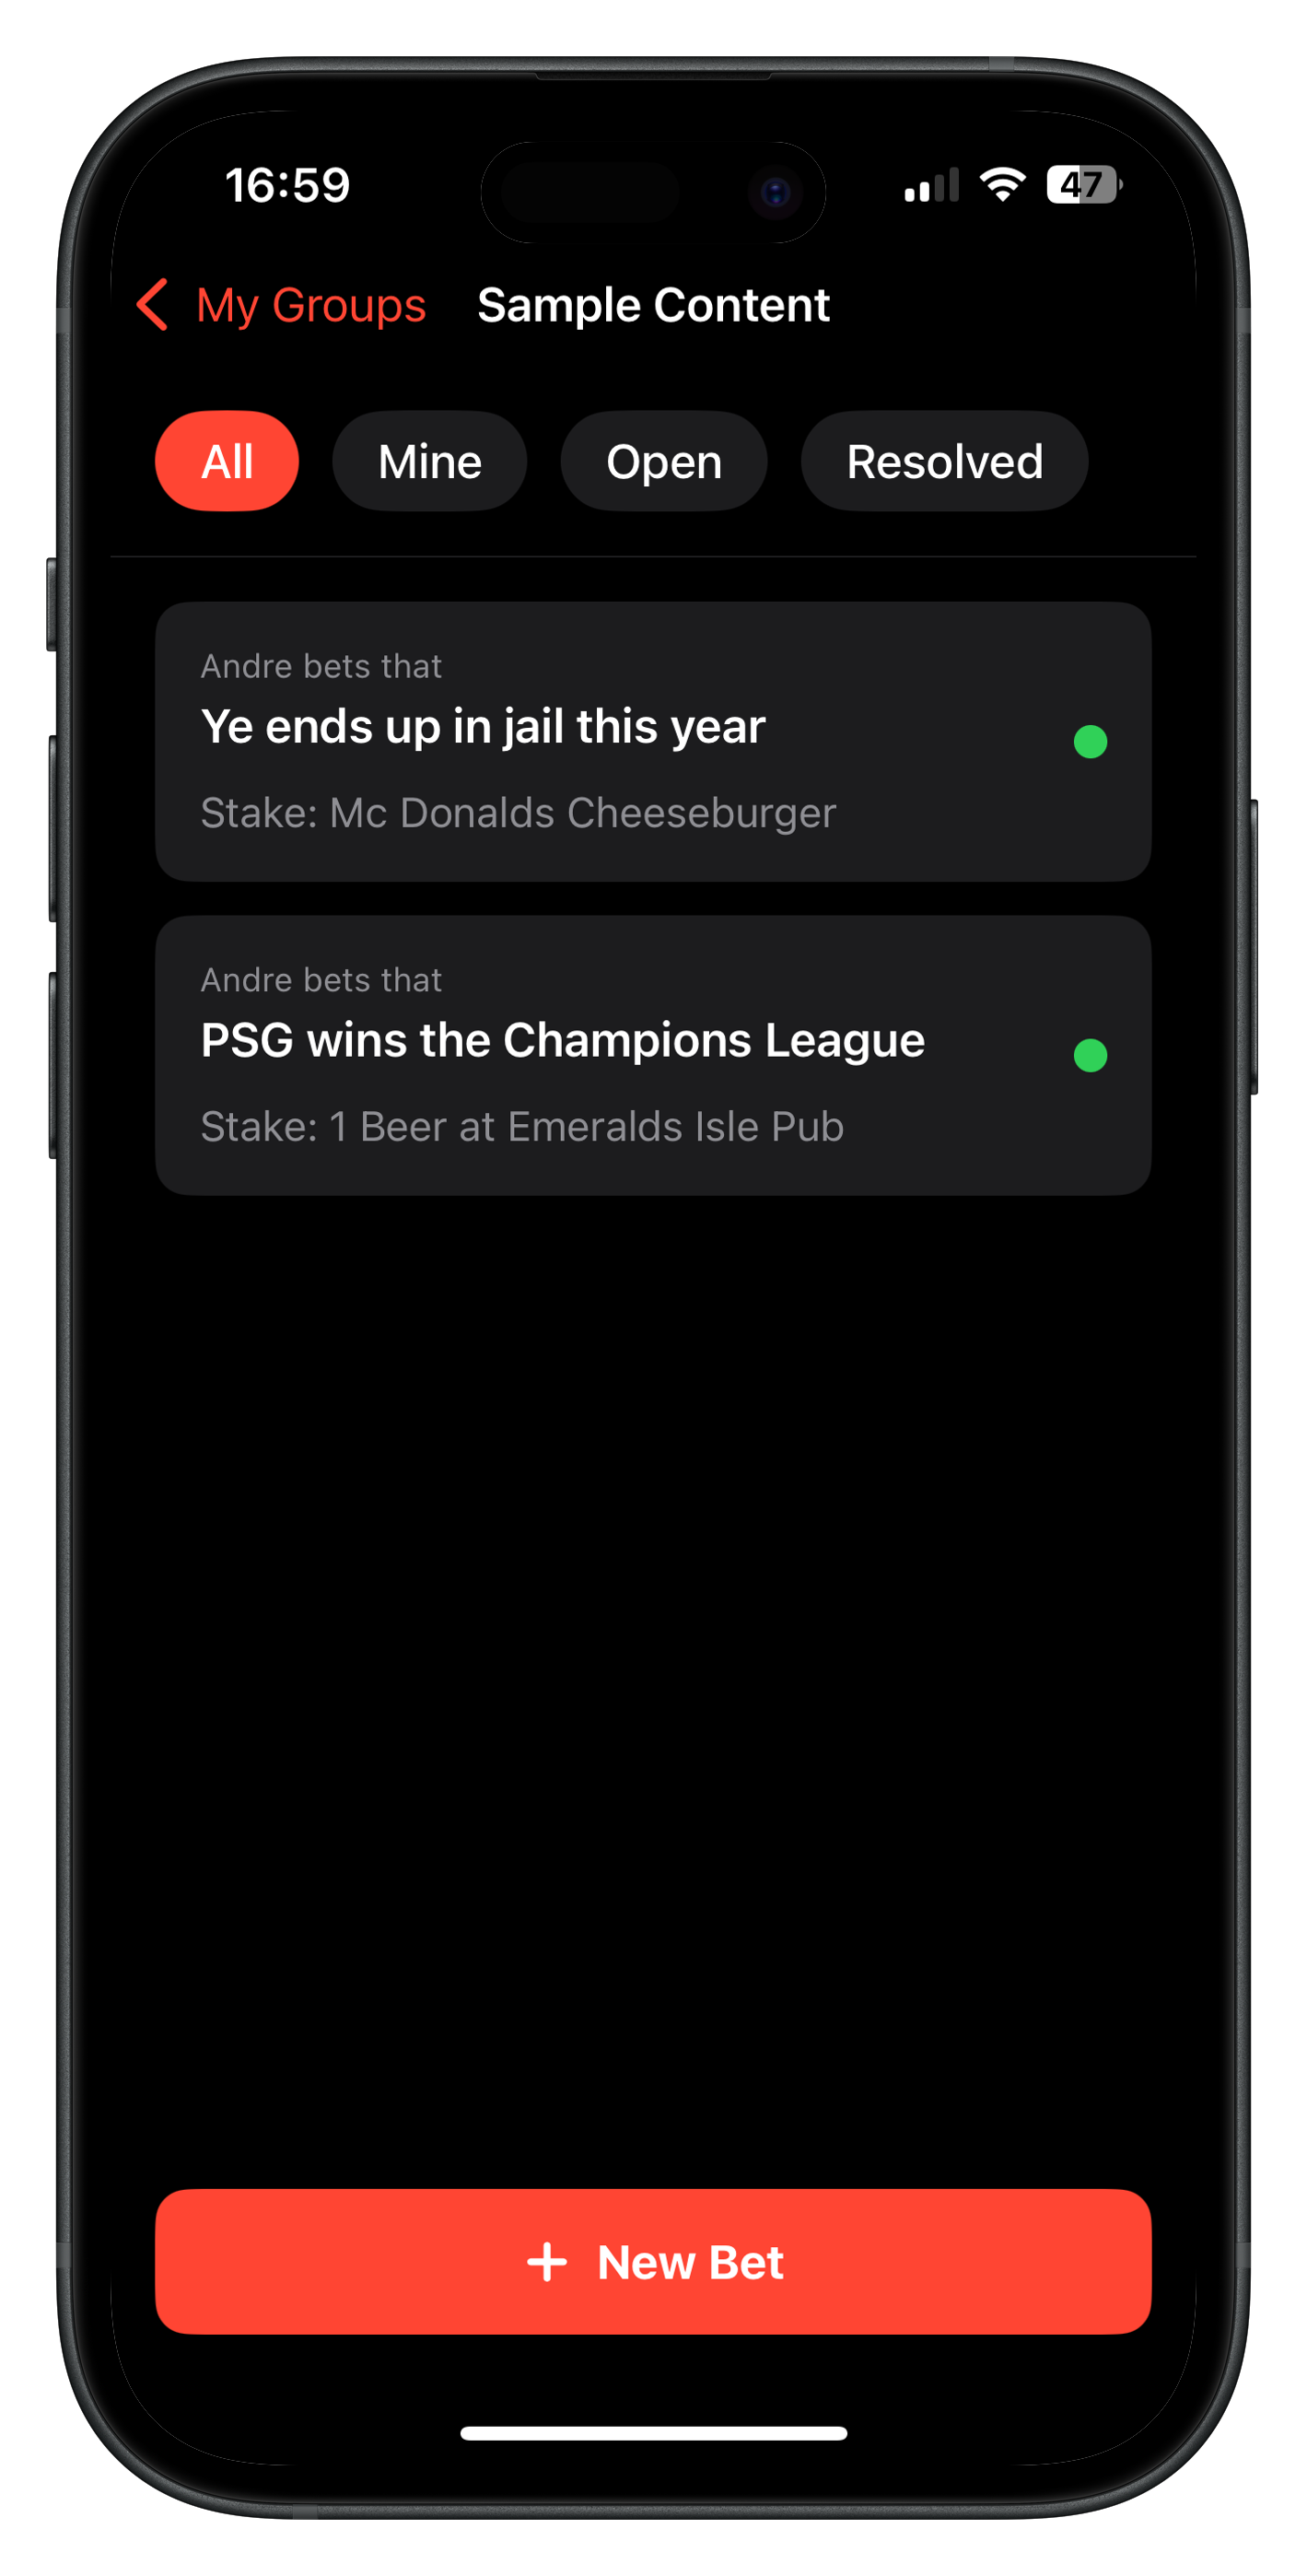 16:59
47
My Groups Sample Content
All Mine Open Resolved
Andre bets that
Ye ends up in jail this year
Stake: Mc Donalds Cheeseburger
Andre bets that
PSG wins the Champions League
Stake: 1 Beer at Emeralds Isle Pub
+ New Bet